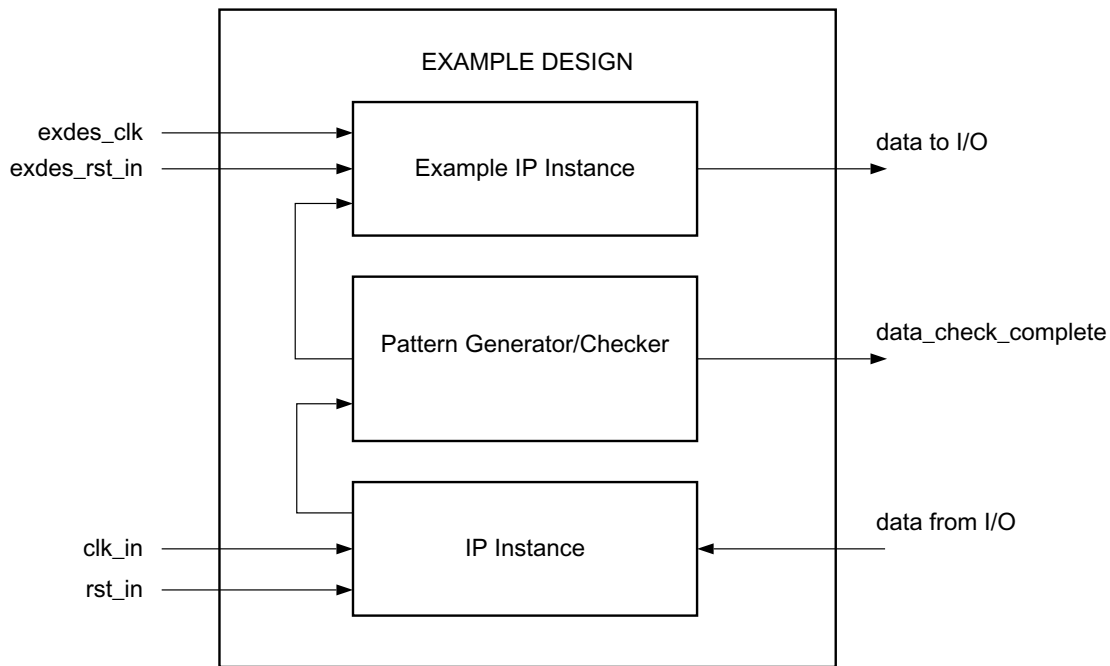 EXAMPLE DESIGN
exdes_clk
exdes_rst_in
Example IP Instance
data to I/O
Pattern Generator/Checker
data_check_complete
clk_in
rst_in
IP Instance
data from I/O